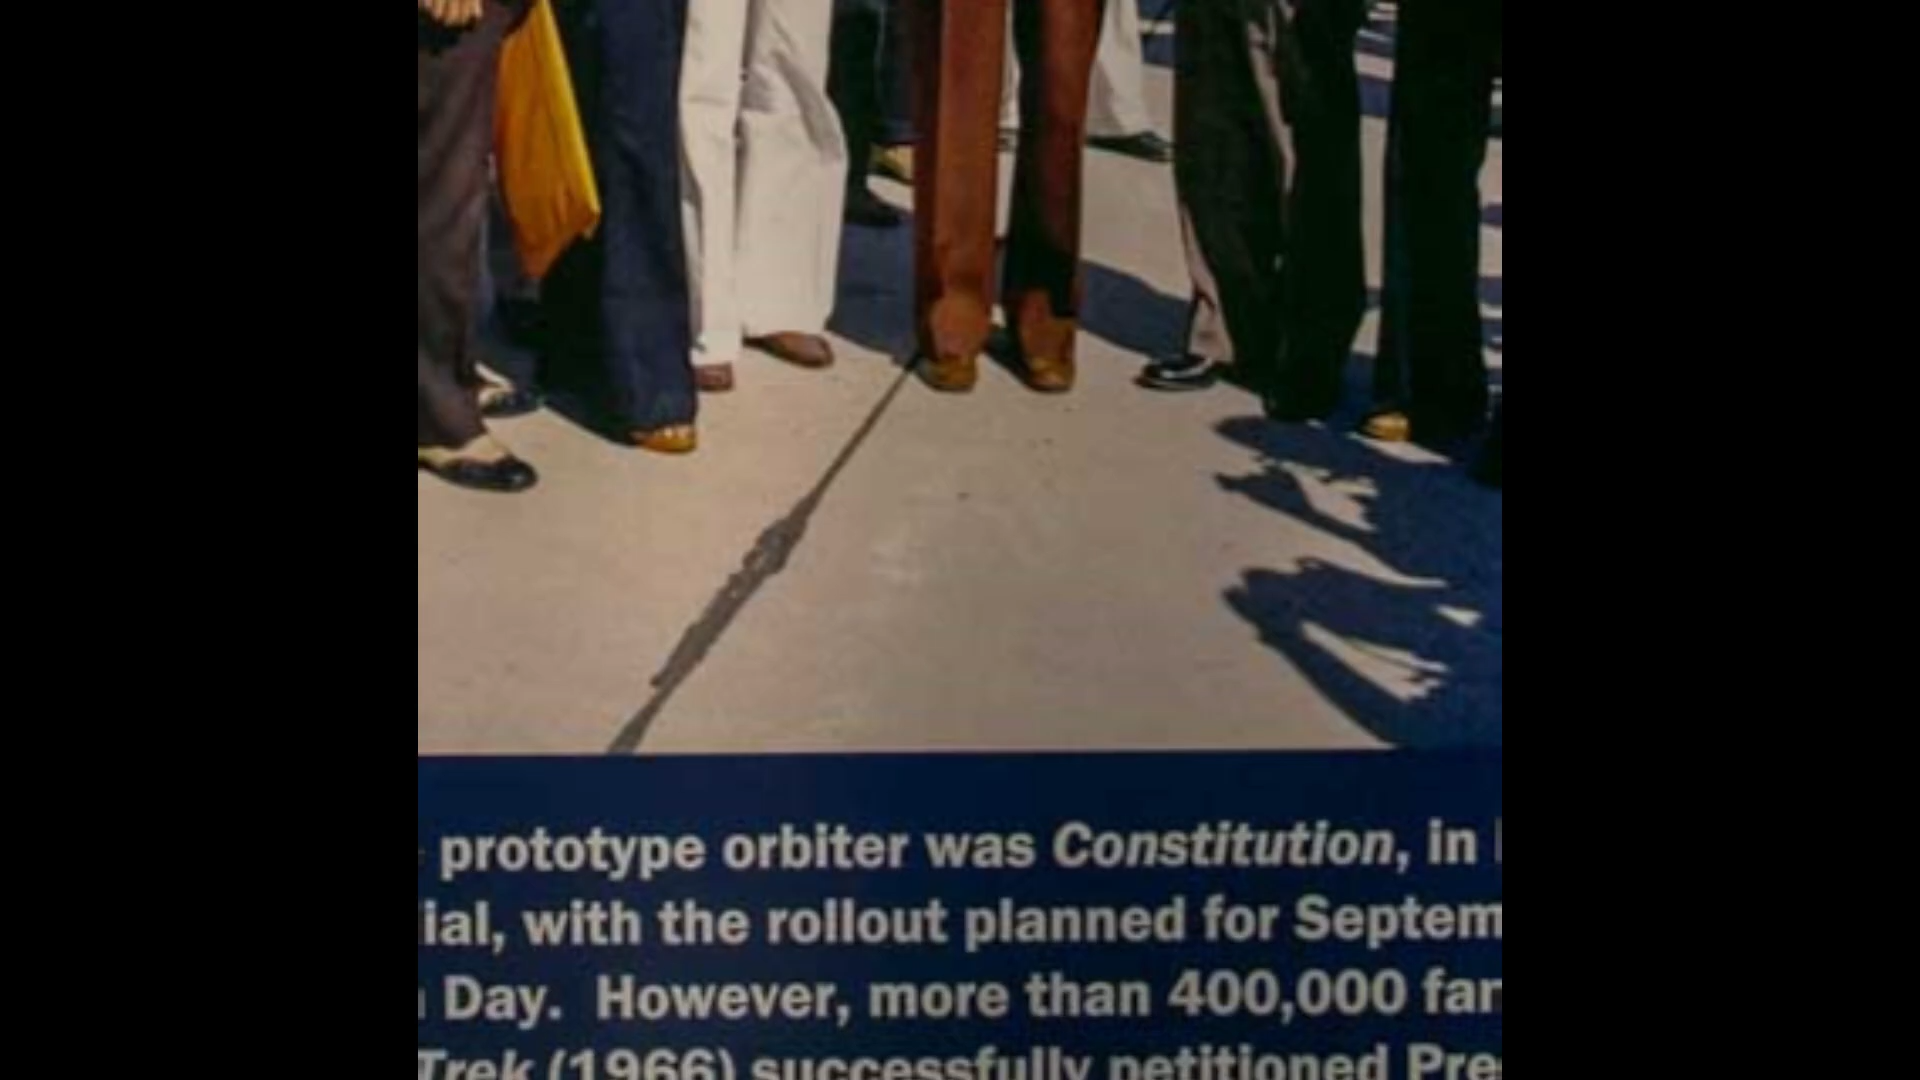 prototype orbiter was Constitution, in
ial, with the rollout planned for Septem
Day. However, more than 400,000 fan
Trek (1966) successfully petitioned Pre